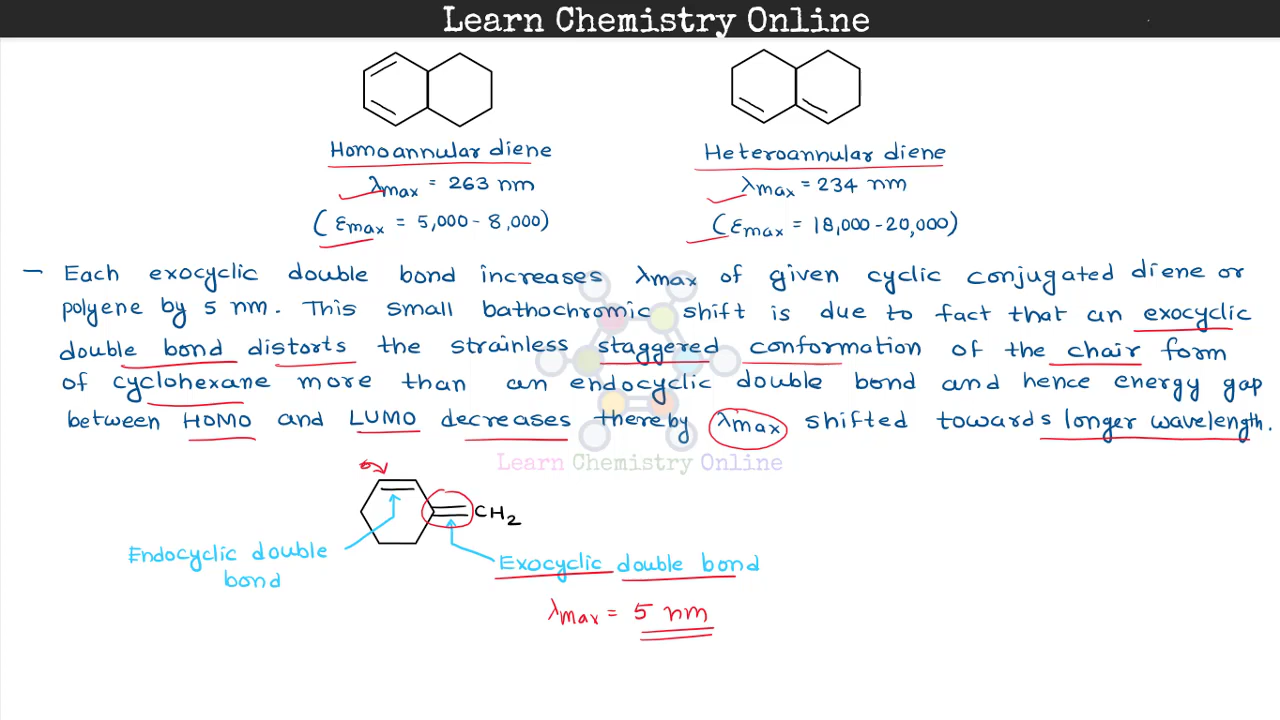 Learn Chemistry Online
Homoannular diene
λmax = 263 nm
(εmax = 5,000 - 8,000)
Heteroannular diene
λmax = 234 nm
(εmax = 18,000 - 20,000)
— Each exocyclic double bond increases λmax of given cyclic conjugated diene or
polyene by 5 nm. This small bathochromic shift is due to fact that an exocyclic
double bond distorts the strainless staggered conformation of the chair form
of cyclohexane more than an endocyclic double bond and hence energy gap
between HOMO and LUMO decreases thereby λmax shifted towards longer wavelength.
Learn Chemistry Online
CH2
Endocyclic double
bond
Exocyclic double bond
λmax = 5 nm